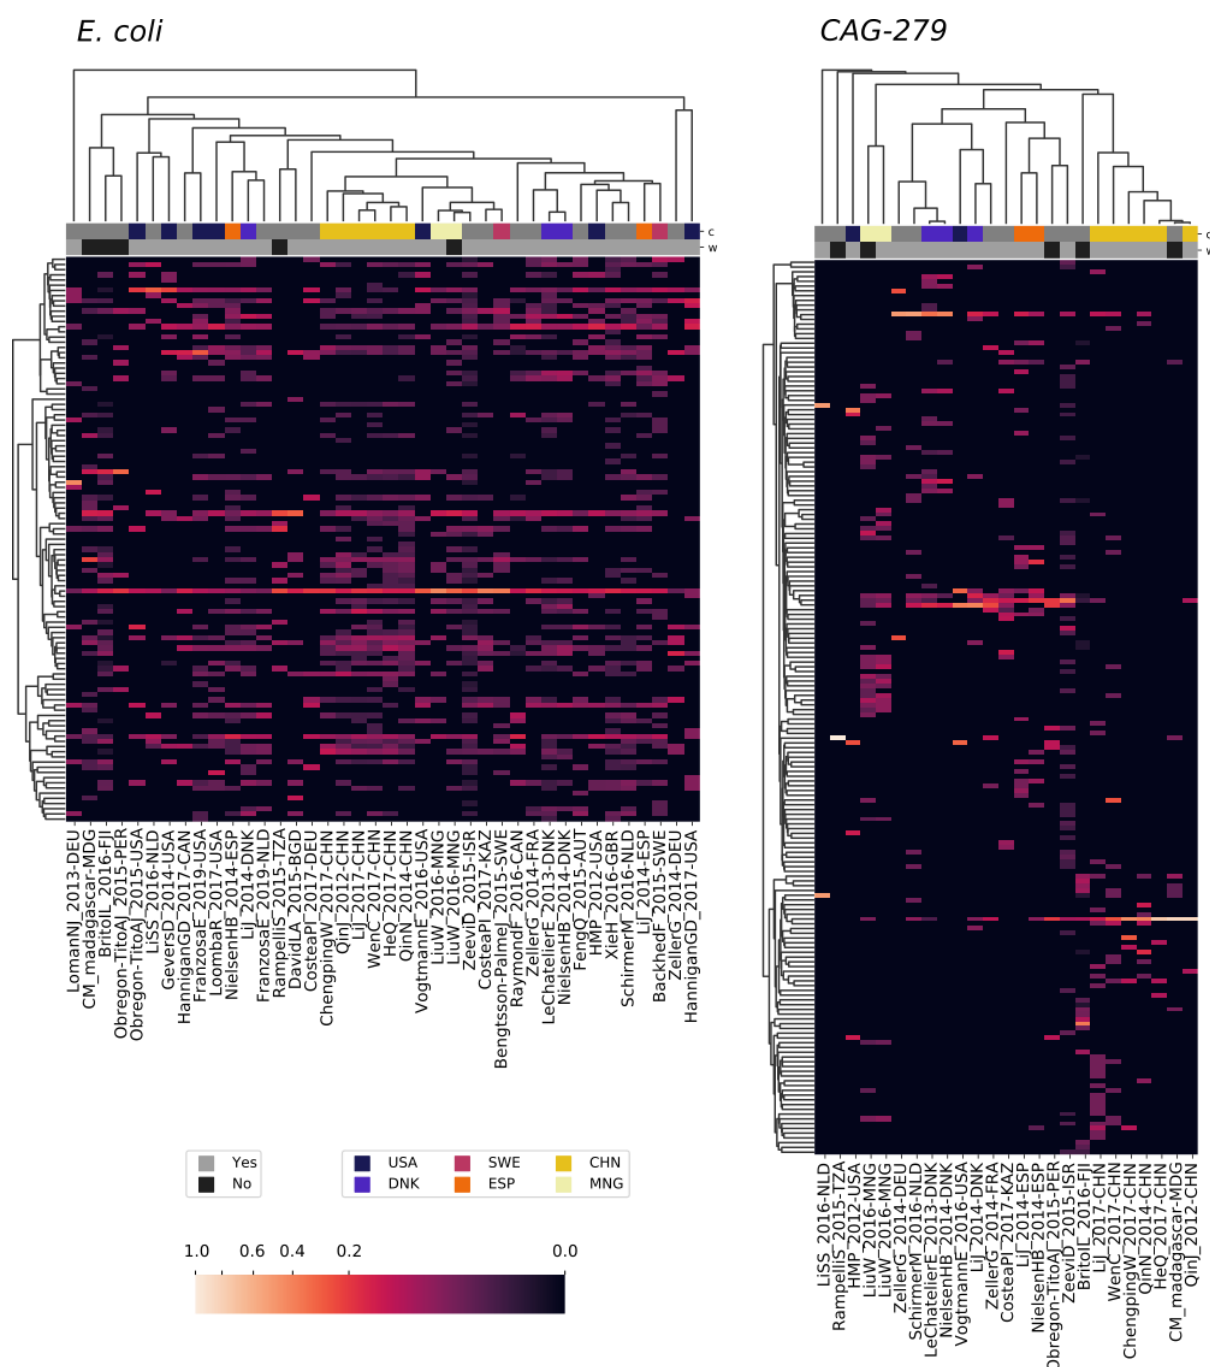 E. coli
CAG-279
c
w
c
w
LomanNJ_2013-DEU
CM_madagascar-MDG
BritoIL_2016-FJI
Obregon-TitoAJ_2015-PER
Obregon-TitoAJ_2015-USA
LiSS_2016-NLD
GeversD_2014-USA
HanniganGD_2017-CAN
FranzosaE_2019-USA
LoombaR_2017-USA
NielsenHB_2014-ESP
LiJ_2014-DNK
FranzosaE_2019-NLD
RampelliS_2015-TZA
DavidLA_2015-BGD
CosteaPI_2017-DEU
ChengpingW_2017-CHN
QinJ_2012-CHN
LiJ_2017-CHN
WenC_2017-CHN
HeQ_2017-CHN
QinN_2014-CHN
VogtmannE_2016-USA
LiuW_2016-MNG
LiuW_2016-MNG
ZeeviD_2015-ISR
CosteaPI_2017-KAZ
Bengtsson-PalmeJ_2015-SWE
RaymondF_2016-CAN
ZellerG_2014-FRA
LeChatelierE_2013-DNK
NielsenHB_2014-DNK
FengQ_2015-AUT
HMP_2012-USA
XieH_2016-GBR
SchirmerM_2016-NLD
LiJ_2014-ESP
BackhedF_2015-SWE
ZellerG_2014-DEU
HanniganGD_2017-USA
LiSS_2016-NLD
RampelliS_2015-TZA
HMP_2012-USA
LiuW_2016-MNG
LiuW_2016-MNG
ZellerG_2014-DEU
SchirmerM_2016-NLD
LeChatelierE_2013-DNK
NielsenHB_2014-DNK
VogtmannE_2016-USA
LiJ_2014-DNK
ZellerG_2014-FRA
CosteaPI_2017-KAZ
LiJ_2014-ESP
NielsenHB_2014-ESP
Obregon-TitoAJ_2015-PER
ZeeviD_2015-ISR
BritoIL_2016-FJI
LiJ_2017-CHN
WenC_2017-CHN
ChengpingW_2017-CHN
QinN_2014-CHN
HeQ_2017-CHN
CM_madagascar-MDG
QinJ_2012-CHN
Yes
No
USA SWE CHN
DNK ESP MNG
1.0 0.6 0.4 0.2 0.0